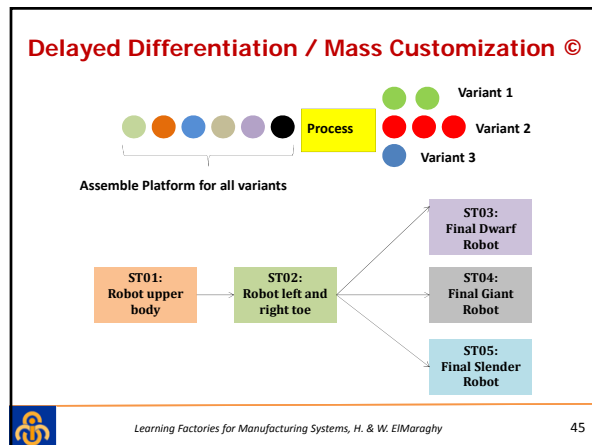 Delayed Differentiation / Mass Customization ©
Variant 1
Process
Variant 2
Variant 3
Assemble Platform for all variants
ST03:
Final Dwarf
Robot
ST01:
Robot upper
body
ST02:
Robot left and
right toe
ST04:
Final Giant
Robot
ST05:
Final Slender
Robot
Learning Factories for Manufacturing Systems, H. & W. ElMaraghy
45